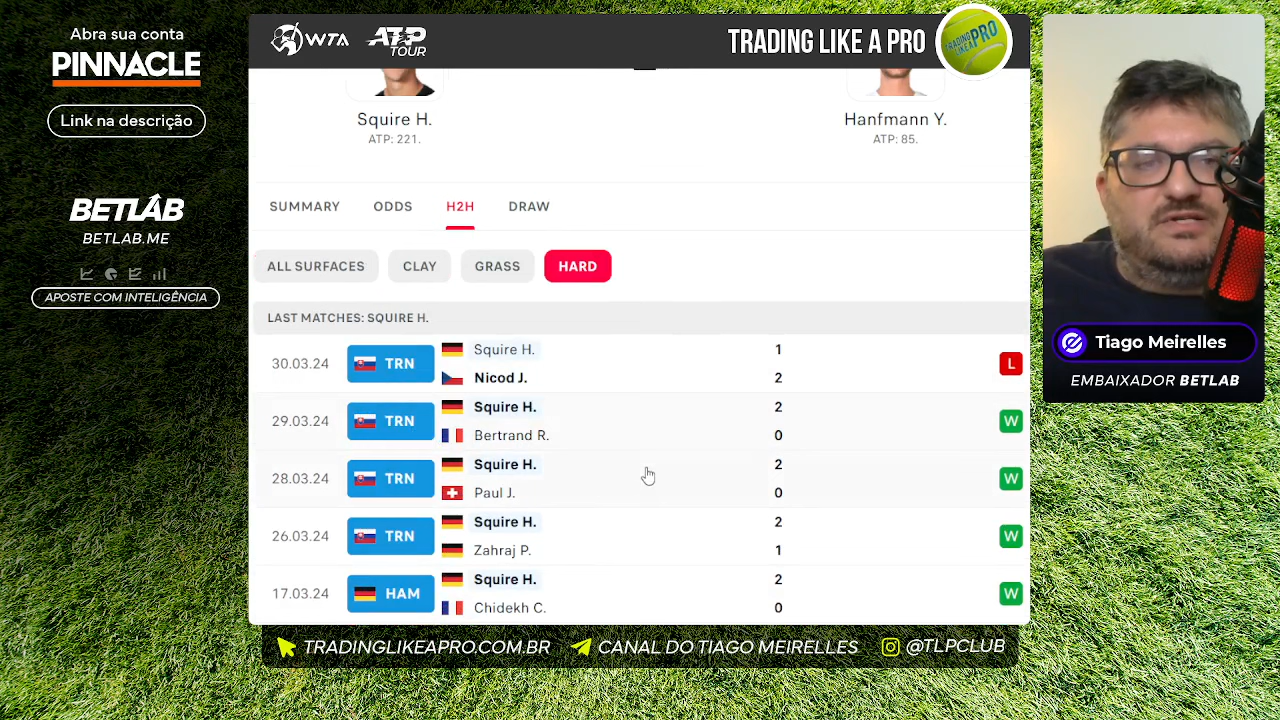 Abra sua conta
PINNACLE
Link na descrição
BETLAB
BETLAB.ME
APOSTE COM INTELIGÊNCIA
WTA
ATP
TOUR
TRADING LIKE A PRO
TRADING
LIKE A
PRO
Squire H.
ATP: 221.
Hanfmann Y.
ATP: 85.
SUMMARY ODDS H2H DRAW
ALL SURFACES CLAY GRASS HARD
LAST MATCHES: SQUIRE H.
30.03.24 TRN Squire H. 1 L
Nicod J. 2
29.03.24 TRN Squire H. 2 W
Bertrand R. 0
28.03.24 TRN Squire H. 2 W
Paul J. 0
26.03.24 TRN Squire H. 2 W
Zahraj P. 1
17.03.24 HAM Squire H. 2 W
Chidekh C. 0
Tiago Meirelles
EMBAIXADOR BETLAB
TRADINGLIKEAPRO.COM.BR CANAL DO TIAGO MEIRELLES @TLPCLUB